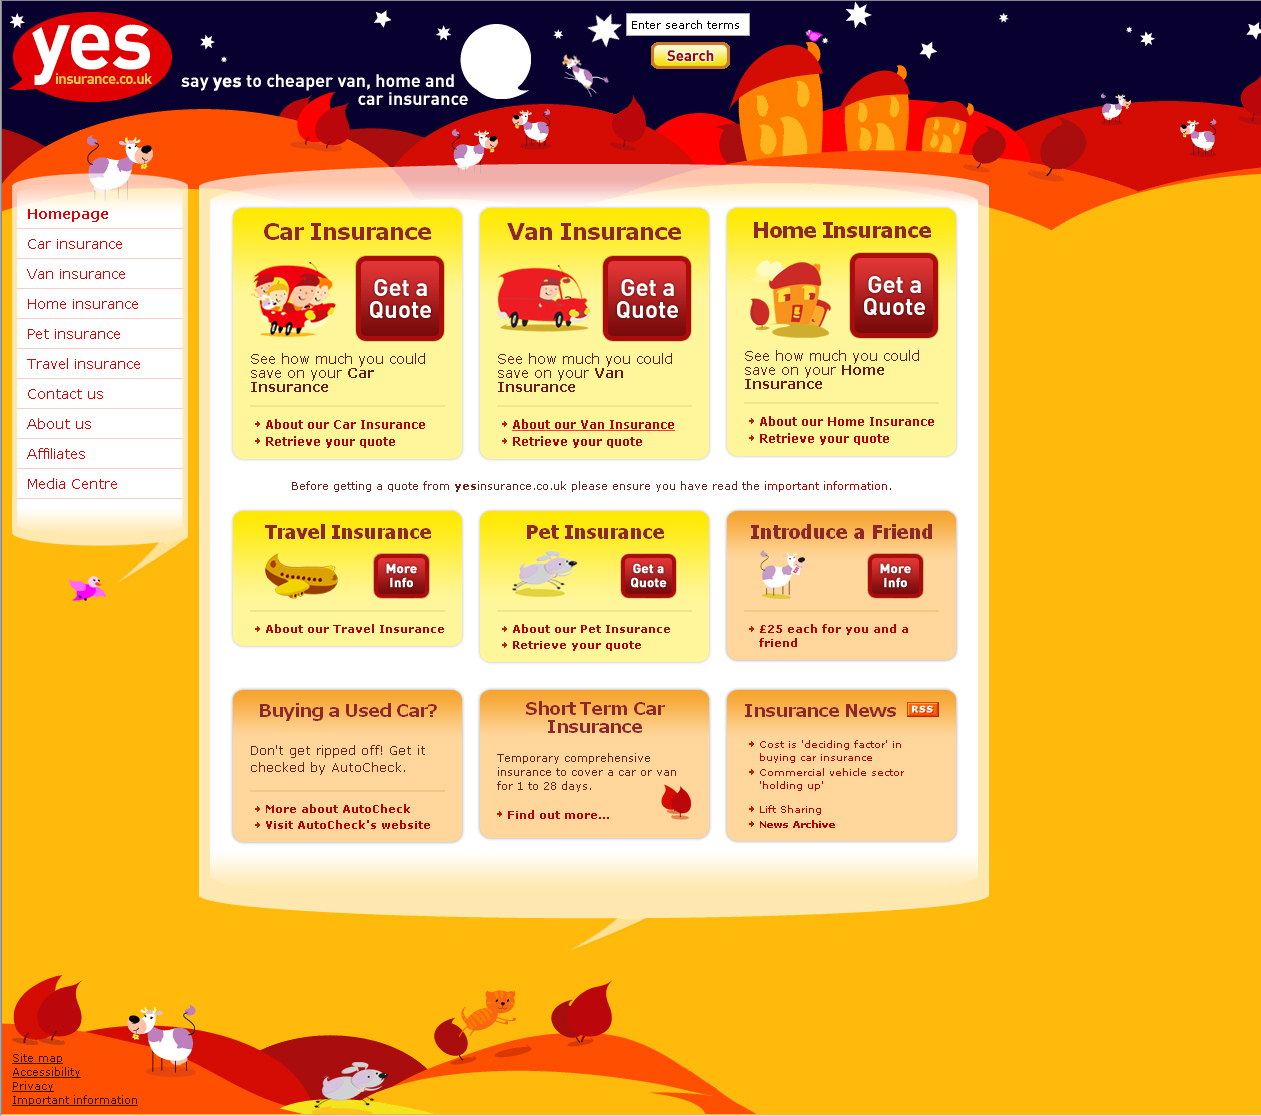 yes
insurance.co.uk
say yes to cheaper van, home and
car insurance
Enter search terms
Search
Homepage
Car insurance
Van insurance
Home insurance
Pet insurance
Travel insurance
Contact us
About us
Affiliates
Media Centre
Car Insurance
Get a
Quote
See how much you could
save on your Car
Insurance
About our Car Insurance
Retrieve your quote
Van Insurance
Get a
Quote
See how much you could
save on your Van
Insurance
About our Van Insurance
Retrieve your quote
Home Insurance
Get a
Quote
See how much you could
save on your Home
Insurance
About our Home Insurance
Retrieve your quote
Before getting a quote from yesinsurance.co.uk please ensure you have read the important information.
Travel Insurance
More
Info
About our Travel Insurance
Pet Insurance
Get a
Quote
About our Pet Insurance
Retrieve your quote
Introduce a Friend
More
Info
£25 each for you and a
friend
Buying a Used Car?
Don't get ripped off! Get it
checked by AutoCheck.
More about AutoCheck
Visit AutoCheck's website
Short Term Car
Insurance
Temporary comprehensive
insurance to cover a car or van
for 1 to 28 days.
Find out more...
Insurance News RSS
Cost is 'deciding factor' in
buying car insurance
Commercial vehicle sector
'holding up'
Lift Sharing
News Archive
Site map
Accessibility
Privacy
Important information